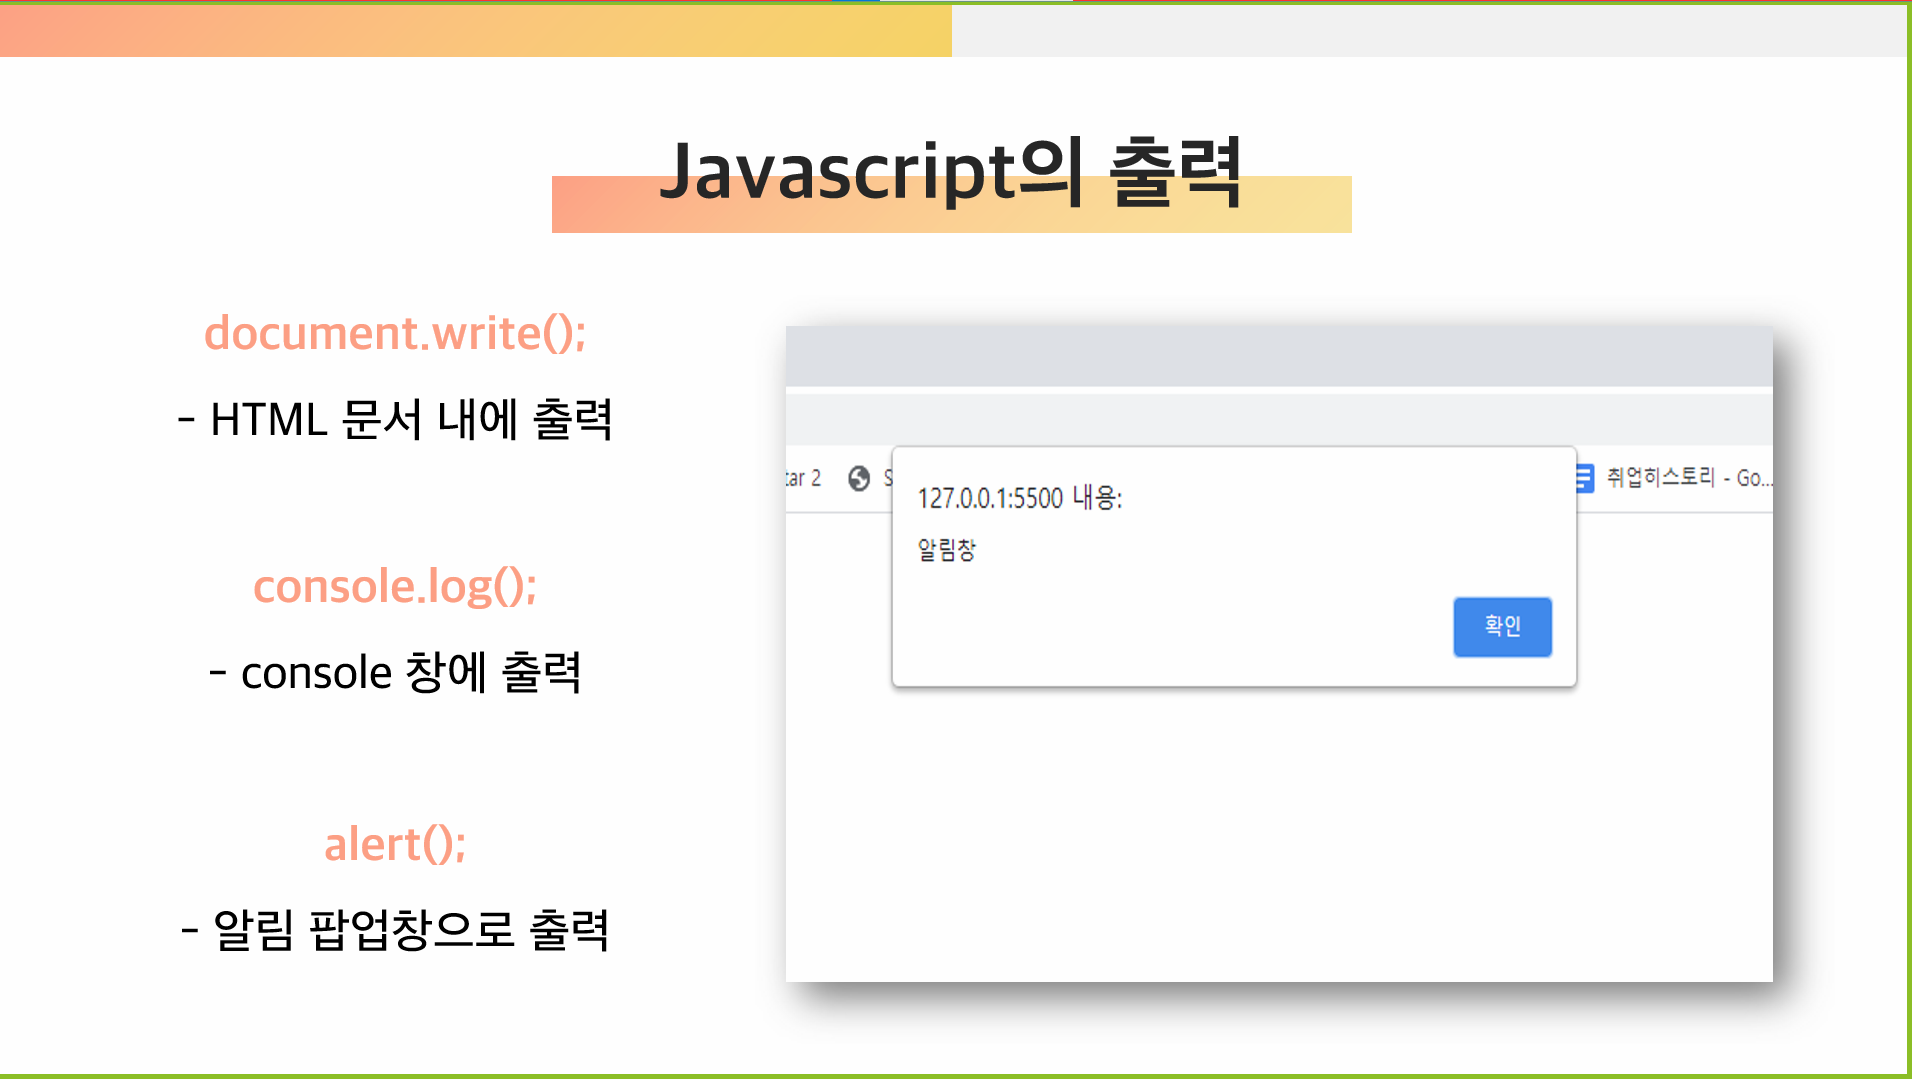 Javascript의 출력
document.write();
- HTML 문서 내에 출력
console.log();
- console 창에 출력
alert();
- 알림 팝업창으로 출력
tar 2 S 취업히스토리 - Go...
127.0.0.1:5500 내용:
알림창
확인